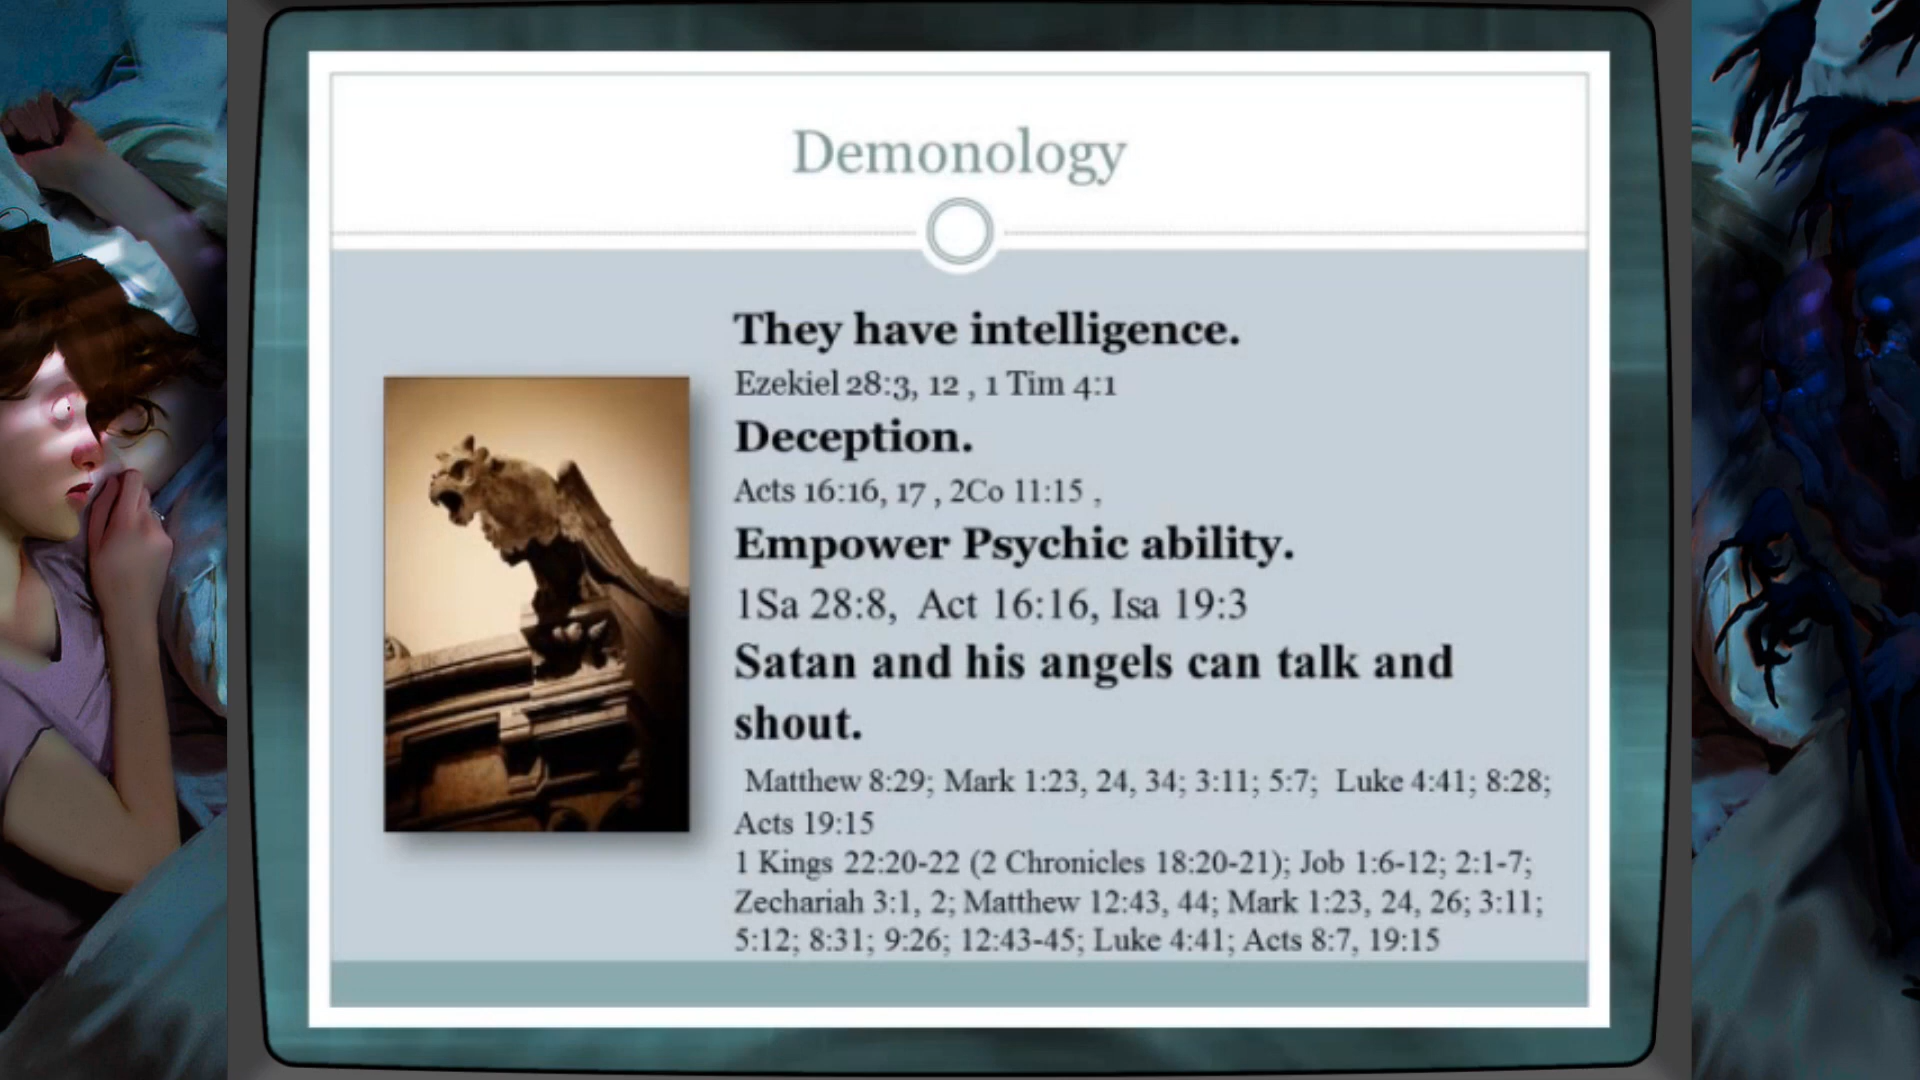 Demonology
They have intelligence.
Ezekiel 28:3, 12 , 1 Tim 4:1
Deception.
Acts 16:16, 17 , 2Co 11:15 ,
Empower Psychic ability.
1Sa 28:8, Act 16:16, Isa 19:3
Satan and his angels can talk and
shout.
Matthew 8:29; Mark 1:23, 24, 34; 3:11; 5:7; Luke 4:41; 8:28;
Acts 19:15
1 Kings 22:20-22 (2 Chronicles 18:20-21); Job 1:6-12; 2:1-7;
Zechariah 3:1, 2; Matthew 12:43, 44; Mark 1:23, 24, 26; 3:11;
5:12; 8:31; 9:26; 12:43-45; Luke 4:41; Acts 8:7, 19:15